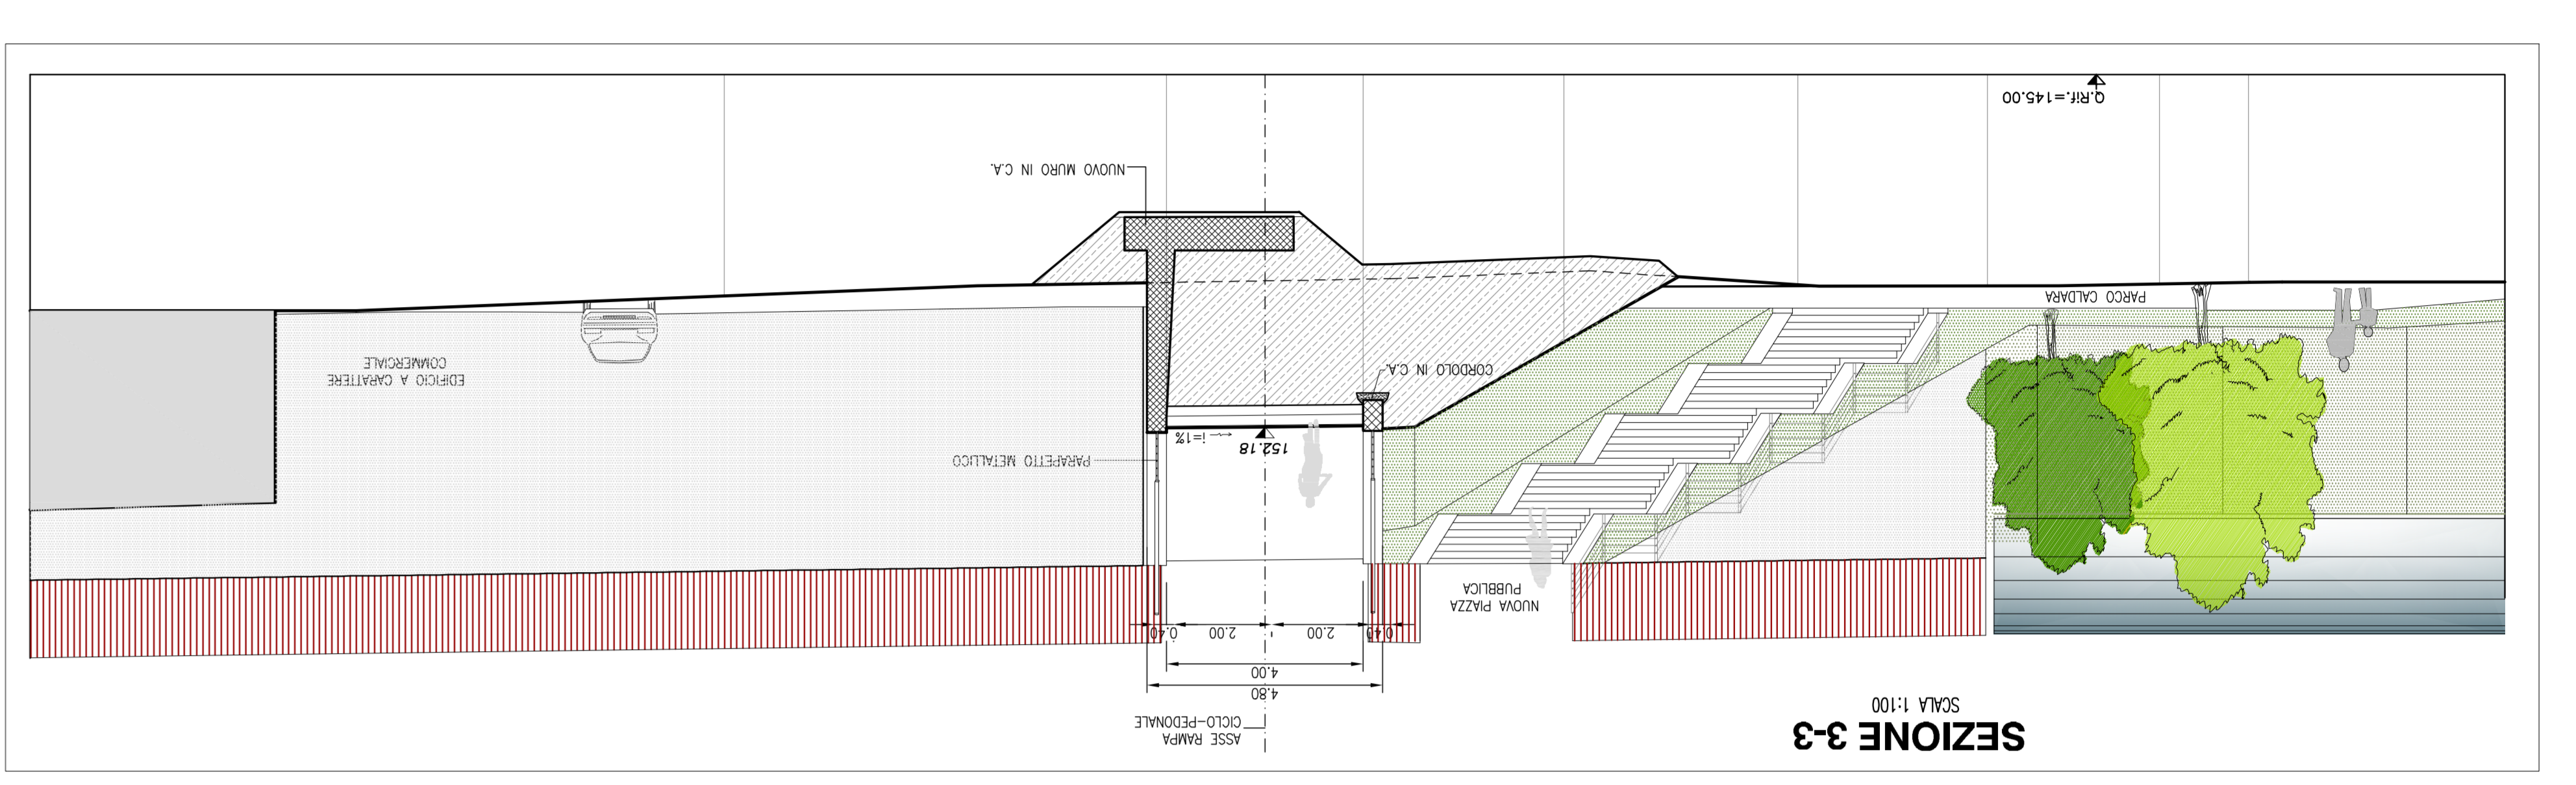 SEZIONE 3-3
SCALA 1:100
ASSE RAMPA
CICLO-PEDONALE
4.80
4.00
0.40
2.00
2.00
0.40
NUOVA PIAZZA
PUBBLICA
PARAPETTO METALLICO
152.18
i=1%
CORDOLO IN C.A.
EDIFICIO A CARATTERE
COMMERCIALE
PARCO CALDARA
NUOVO MURO IN C.A.
Q.Rif.=145.00